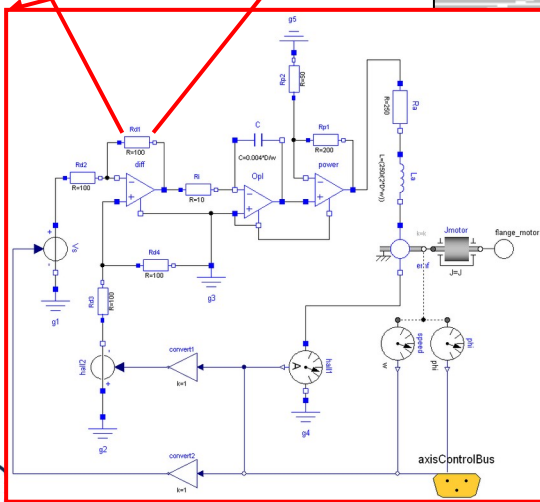 g5
Rp2
R=50
Ra
R=250
Rd1
R=100
C
C=0.004*D/w
Rp1
R=200
diff
Rd2
R=100
Ri
R=10
OpI
power
La
L=(250/(2*D*w))
Vs
k=k
emf
Jmotor
J=J
flange_motor
Rd4
R=100
g3
g1
Rd3
R=100
hall2
g2
convert1
k=1
hall1
A
g4
speed
w
phi
phi
convert2
k=1
axisControlBus